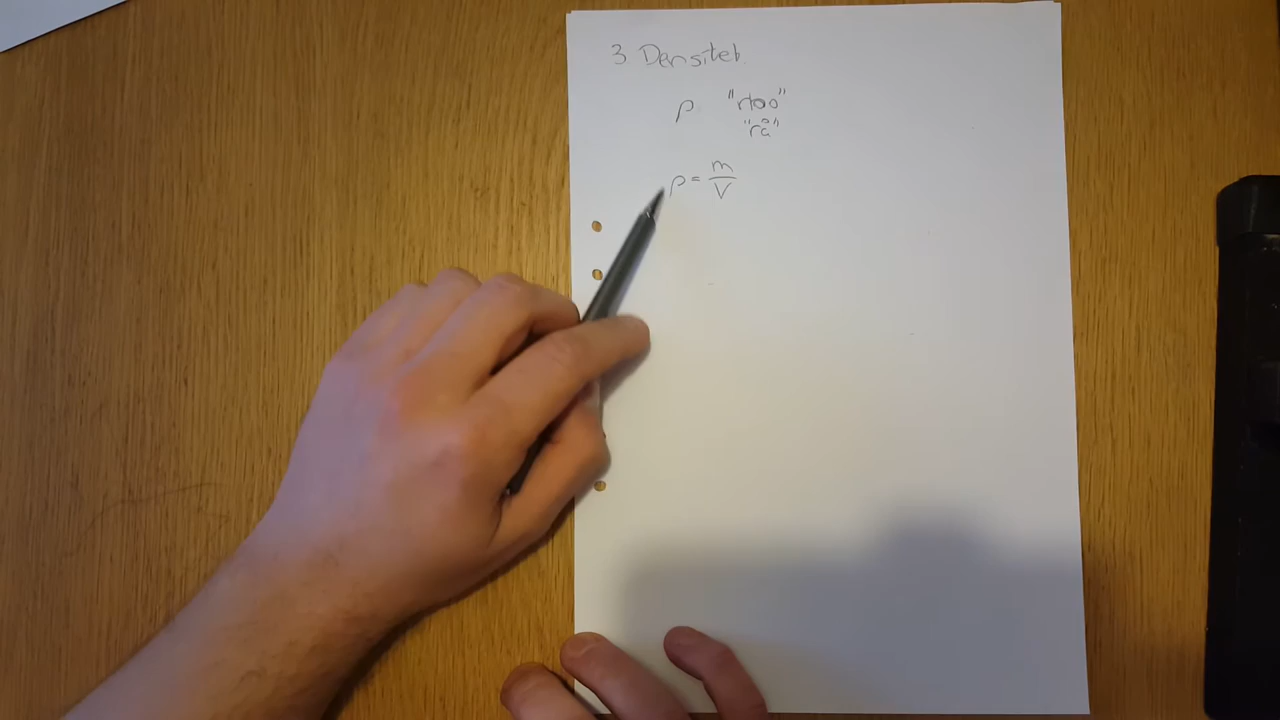 3 Densitet.
ρ "rhoo"
"rå"
ρ = m/V